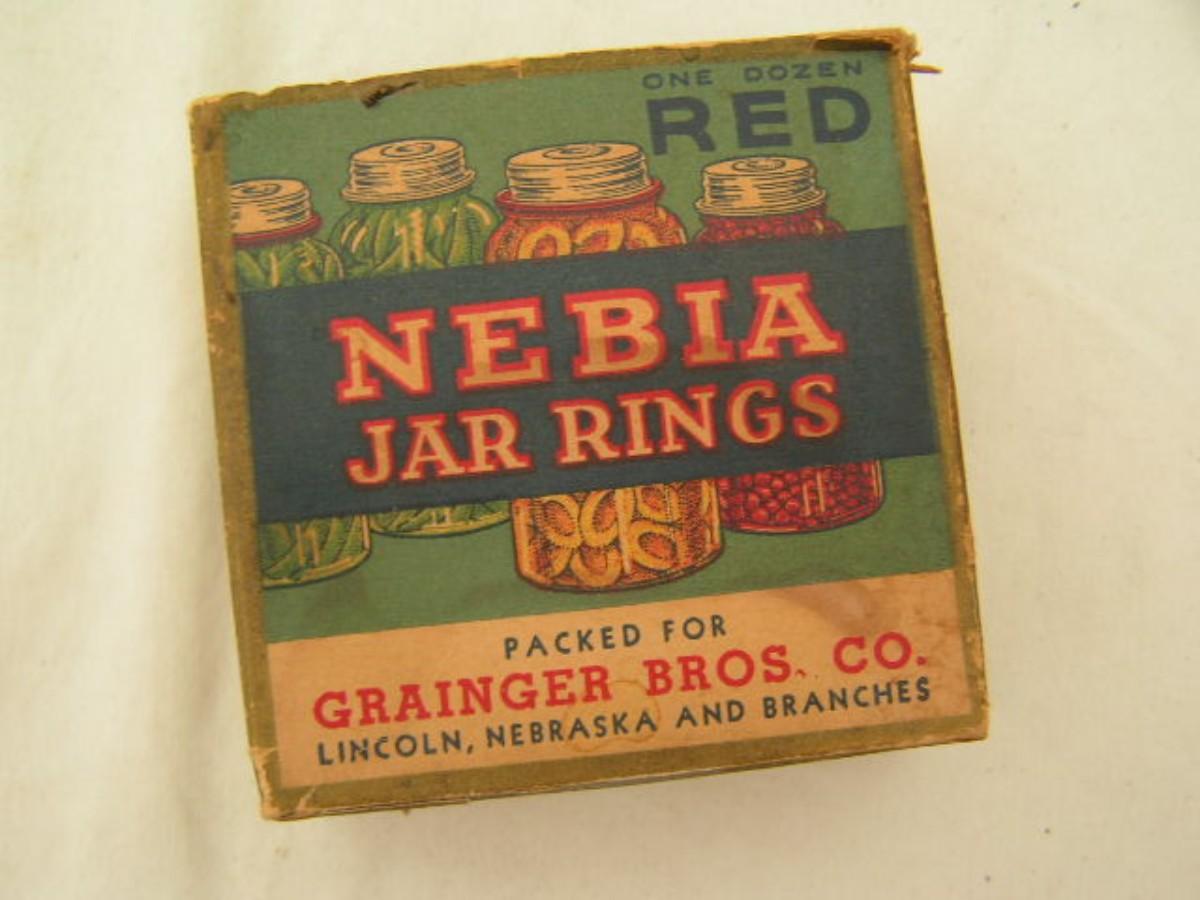 ONE DOZEN
RED
NEBIA
JAR RINGS
PACKED FOR
GRAINGER BROS. CO.
LINCOLN, NEBRASKA AND BRANCHES